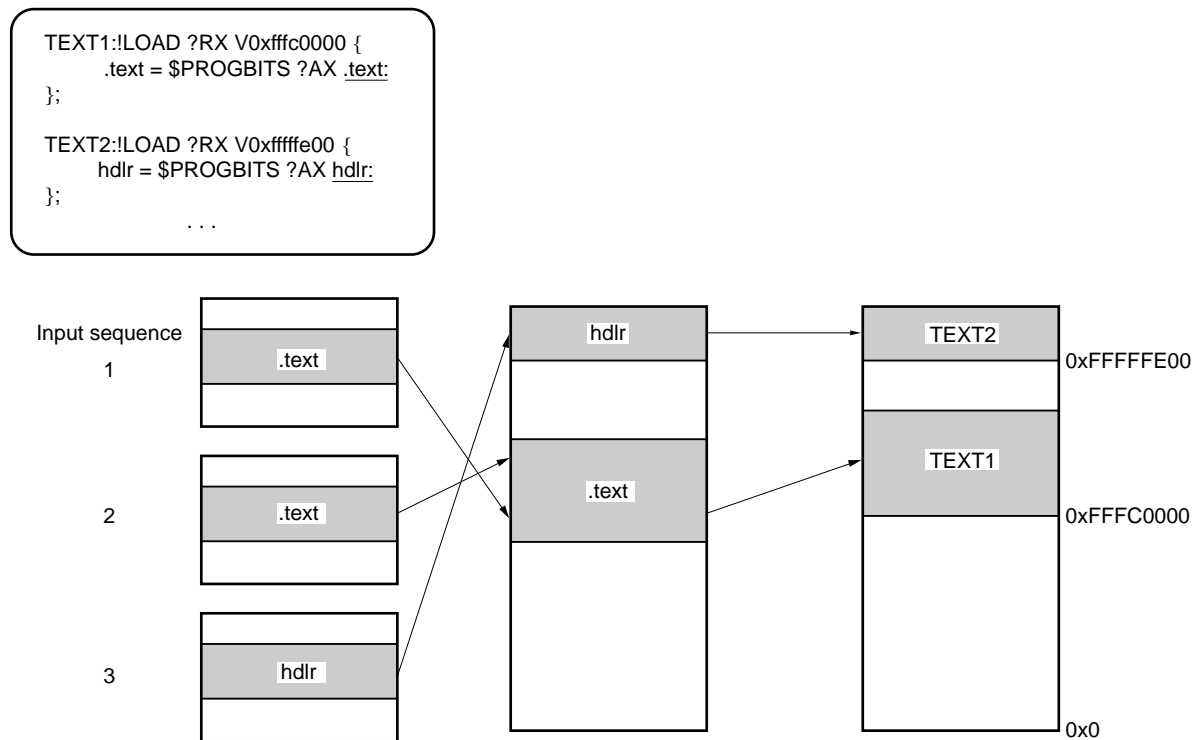 TEXT1:!LOAD ?RX V0xfffc0000 {
.text = $PROGBITS ?AX .text:
};
TEXT2:!LOAD ?RX V0xfffffe00 {
hdlr = $PROGBITS ?AX hdlr:
};
. . .
Input sequence
1
.text
2
.text
3
hdlr
hdlr
.text
TEXT2
0xFFFFFE00
TEXT1
0xFFFC0000
0x0